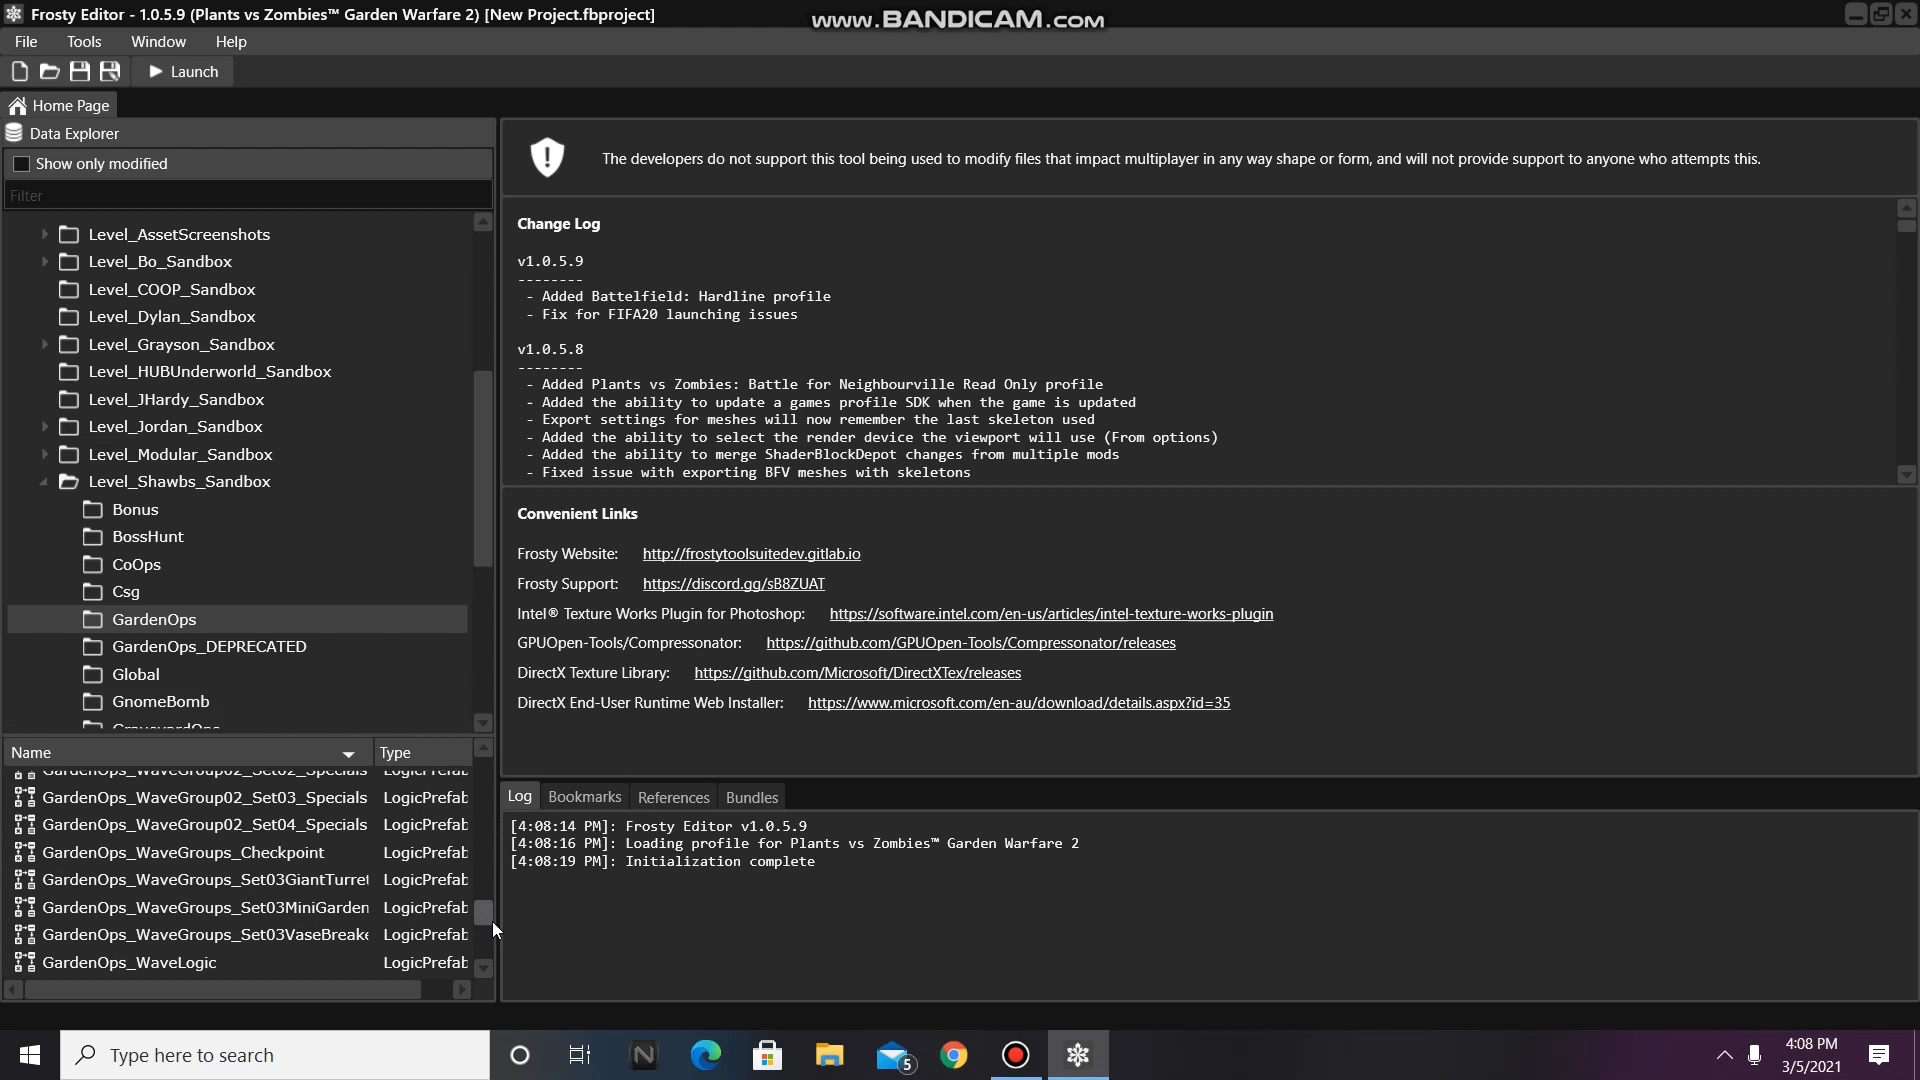 Frosty Editor - 1.0.5.9 (Plants vs Zombies™ Garden Warfare 2) [New Project.fbproject]
www.BANDICAM.com
File Tools Window Help
Launch
Home Page
Data Explorer
Show only modified
Filter
Level_AssetScreenshots
Level_Bo_Sandbox
Level_COOP_Sandbox
Level_Dylan_Sandbox
Level_Grayson_Sandbox
Level_HUBUnderworld_Sandbox
Level_JHardy_Sandbox
Level_Jordan_Sandbox
Level_Modular_Sandbox
Level_Shawbs_Sandbox
Bonus
BossHunt
CoOps
Csg
GardenOps
GardenOps_DEPRECATED
Global
GnomeBomb
GraveyardOps
Name Type
GardenOps_WaveGroup02_Set02_Specials LogicPrefab
GardenOps_WaveGroup02_Set03_Specials LogicPrefab
GardenOps_WaveGroup02_Set04_Specials LogicPrefab
GardenOps_WaveGroups_Checkpoint LogicPrefab
GardenOps_WaveGroups_Set03GiantTurret LogicPrefab
GardenOps_WaveGroups_Set03MiniGarden LogicPrefab
GardenOps_WaveGroups_Set03VaseBreake LogicPrefab
GardenOps_WaveLogic LogicPrefab
The developers do not support this tool being used to modify files that impact multiplayer in any way shape or form, and will not provide support to anyone who attempts this.
Change Log
v1.0.5.9
--------
- Added Battelfield: Hardline profile
- Fix for FIFA20 launching issues
v1.0.5.8
--------
- Added Plants vs Zombies: Battle for Neighbourville Read Only profile
- Added the ability to update a games profile SDK when the game is updated
- Export settings for meshes will now remember the last skeleton used
- Added the ability to select the render device the viewport will use (From options)
- Added the ability to merge ShaderBlockDepot changes from multiple mods
- Fixed issue with exporting BFV meshes with skeletons
Convenient Links
Frosty Website: http://frostytoolsuitedev.gitlab.io
Frosty Support: https://discord.gg/sB8ZUAT
Intel® Texture Works Plugin for Photoshop: https://software.intel.com/en-us/articles/intel-texture-works-plugin
GPUOpen-Tools/Compressonator: https://github.com/GPUOpen-Tools/Compressonator/releases
DirectX Texture Library: https://github.com/Microsoft/DirectXTex/releases
DirectX End-User Runtime Web Installer: https://www.microsoft.com/en-au/download/details.aspx?id=35
Log Bookmarks References Bundles
[4:08:14 PM]: Frosty Editor v1.0.5.9
[4:08:16 PM]: Loading profile for Plants vs Zombies™ Garden Warfare 2
[4:08:19 PM]: Initialization complete
Type here to search
5
4:08 PM
3/5/2021